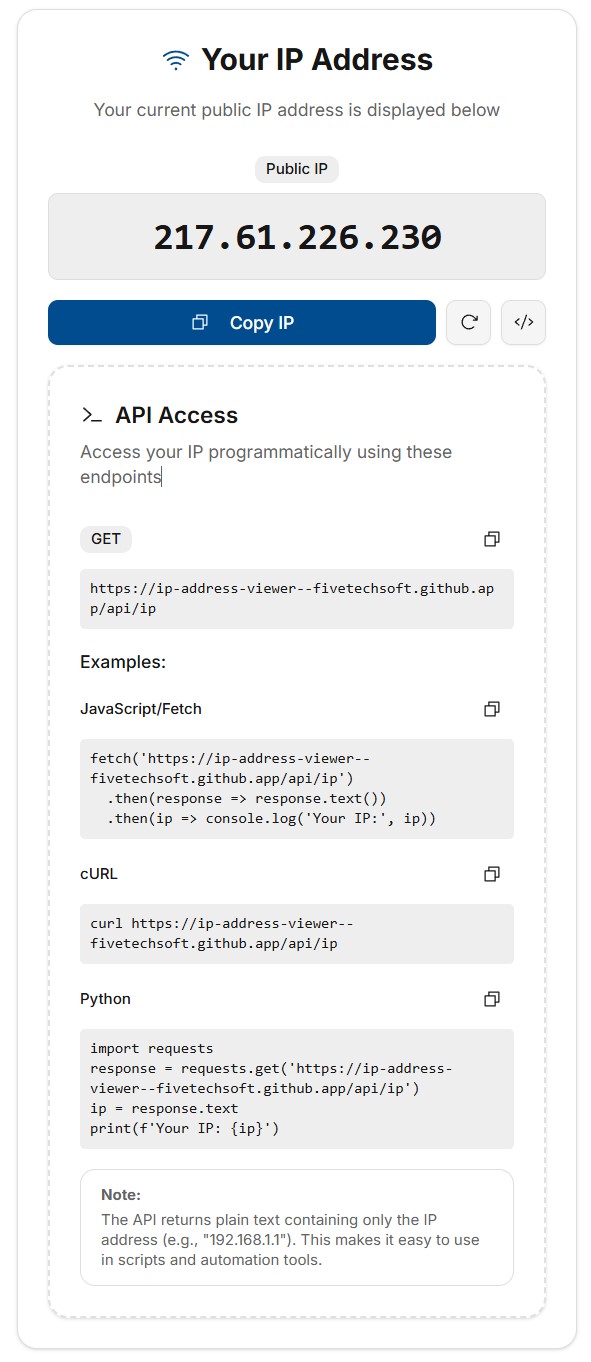 Your IP Address
Your current public IP address is displayed below
Public IP
217.61.226.230
Copy IP
</>
>_ API Access
Access your IP programmatically using these
endpoints
GET
https://ip-address-viewer--fivetechsoft.github.ap
p/api/ip
Examples:
JavaScript/Fetch
fetch('https://ip-address-viewer--
fivetechsoft.github.app/api/ip')
  .then(response => response.text())
  .then(ip => console.log('Your IP:', ip))
cURL
curl https://ip-address-viewer--
fivetechsoft.github.app/api/ip
Python
import requests
response = requests.get('https://ip-address-
viewer--fivetechsoft.github.app/api/ip')
ip = response.text
print(f'Your IP: {ip}')
Note:
The API returns plain text containing only the IP
address (e.g., "192.168.1.1"). This makes it easy to use
in scripts and automation tools.